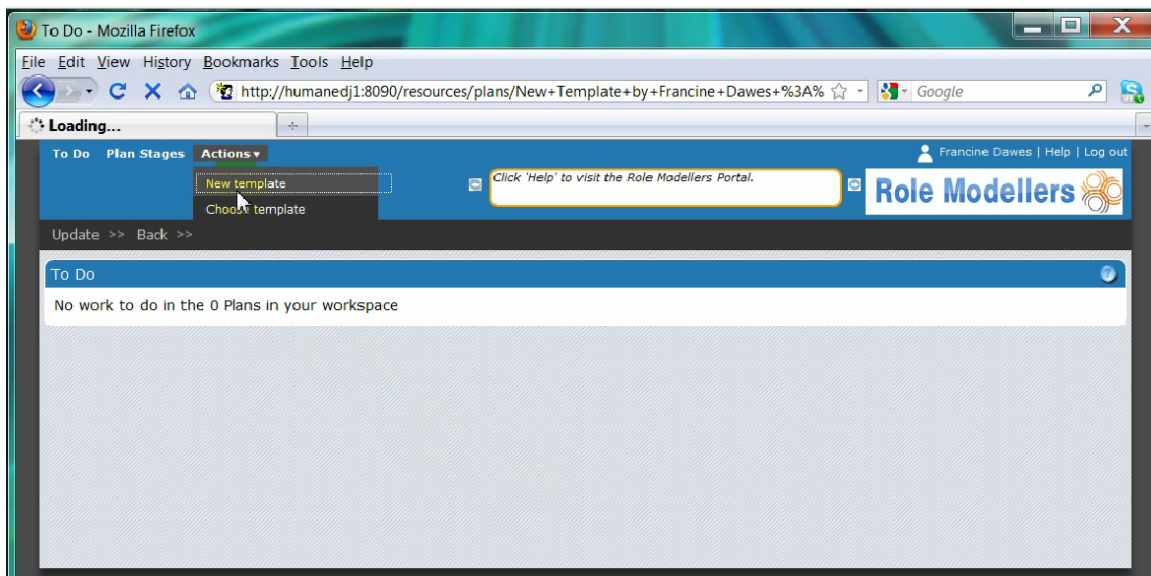 To Do - Mozilla Firefox
File Edit View History Bookmarks Tools Help
http://humanedj1:8090/resources/plans/New+Template+by+Francine+Dawes+%3A% Google
Loading...
To Do Plan Stages Actions Francine Dawes | Help | Log out
New template
Click 'Help' to visit the Role Modellers Portal.
Role Modellers
Choose template
Update >> Back >>
To Do
No work to do in the 0 Plans in your workspace